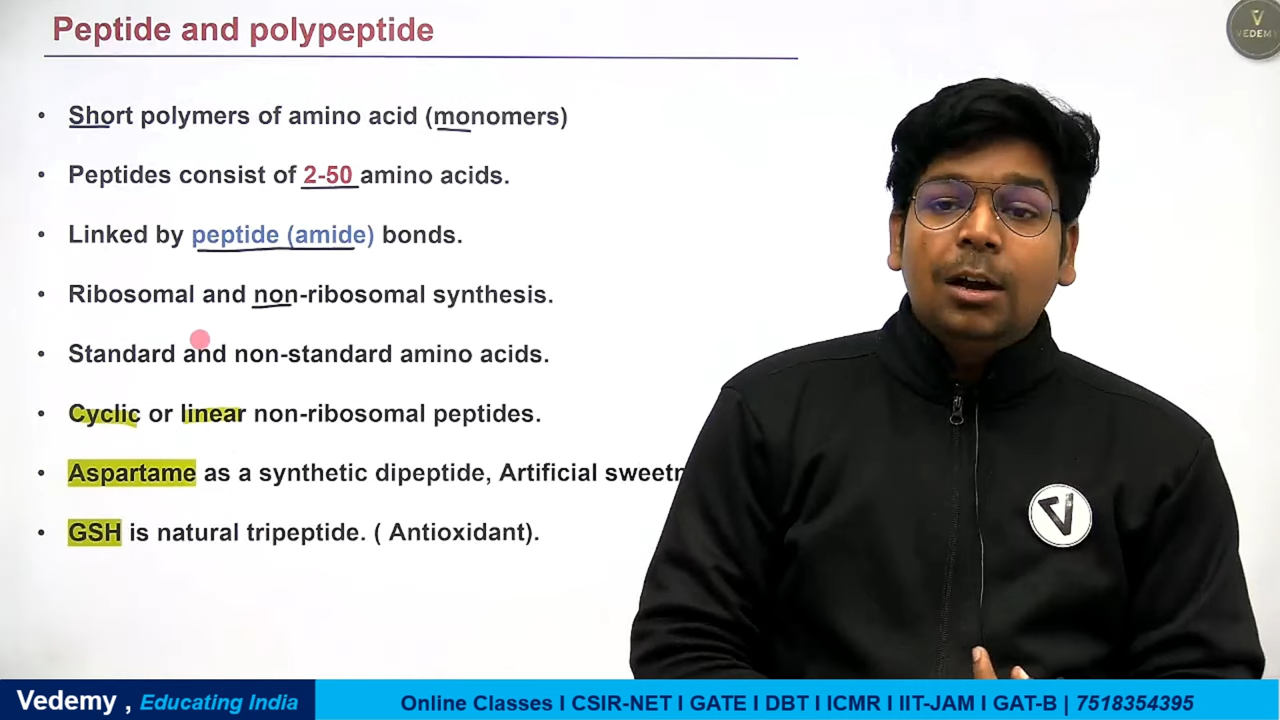 Peptide and polypeptide
VEDEMY
• Short polymers of amino acid (monomers)
• Peptides consist of 2-50 amino acids.
• Linked by peptide (amide) bonds.
• Ribosomal and non-ribosomal synthesis.
• Standard and non-standard amino acids.
• Cyclic or linear non-ribosomal peptides.
• Aspartame as a synthetic dipeptide, Artificial
• GSH is natural tripeptide. ( Antioxidant).
Vedemy , Educating India
Online Classes I CSIR-NET I GATE I DBT I ICMR I IIT-JAM I GAT-B | 7518354395